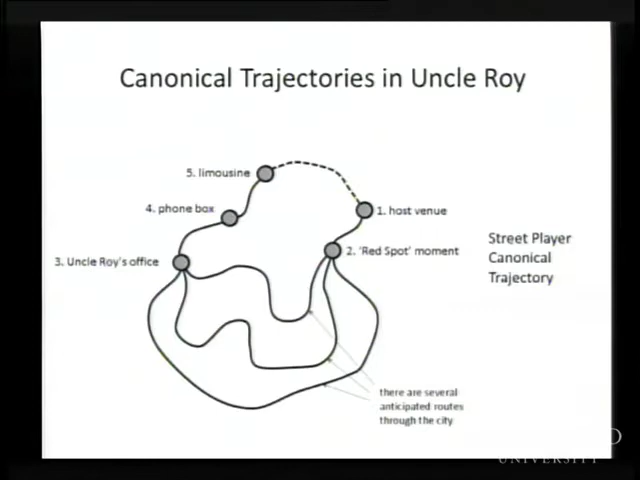 Canonical Trajectories in Uncle Roy
5. limousine
4. phone box
1. host venue
2. 'Red Spot' moment
3. Uncle Roy's office
Street Player
Canonical
Trajectory
there are several
anticipated routes
through the city
UNIVERSITY